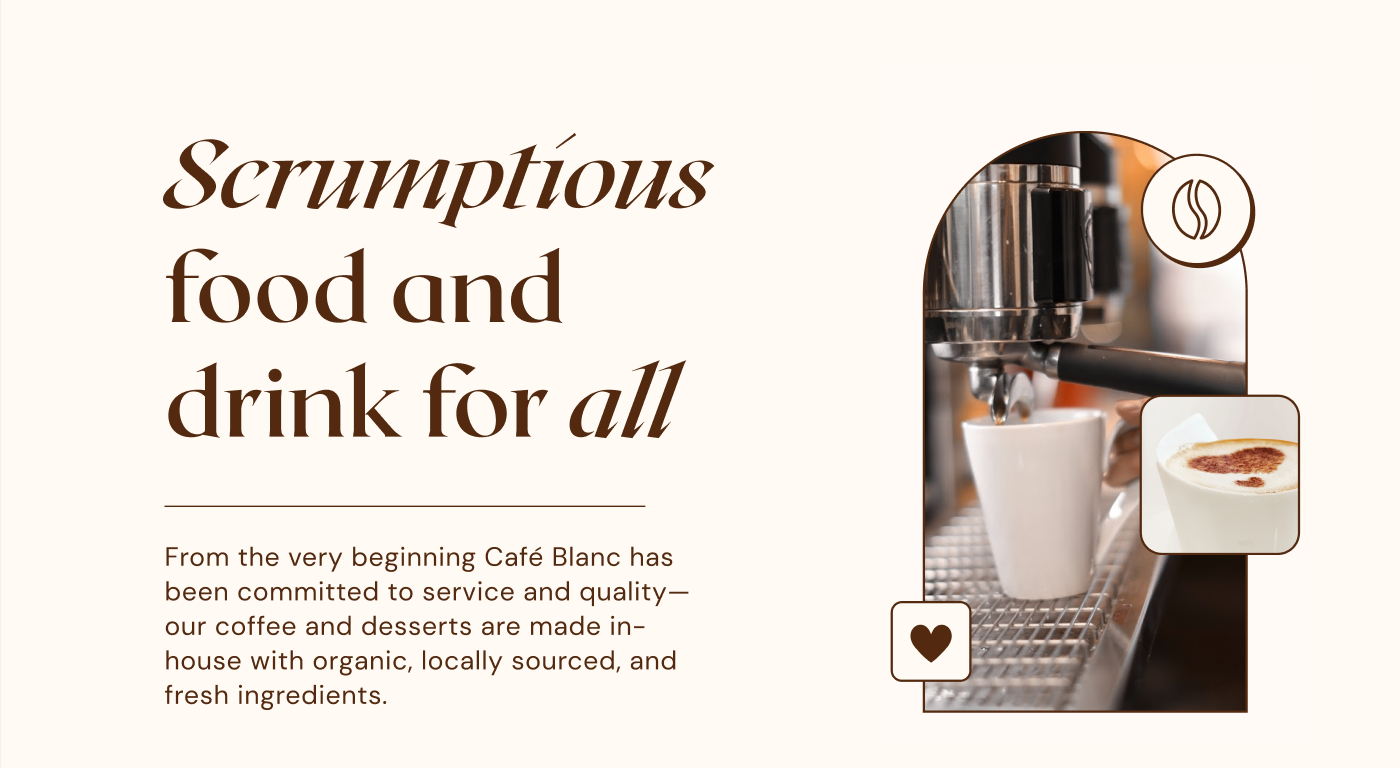 Scrumptíous
food and
drink for all
From the very beginning Café Blanc has
been committed to service and quality—
our coffee and desserts are made in-
house with organic, locally sourced, and
fresh ingredients.